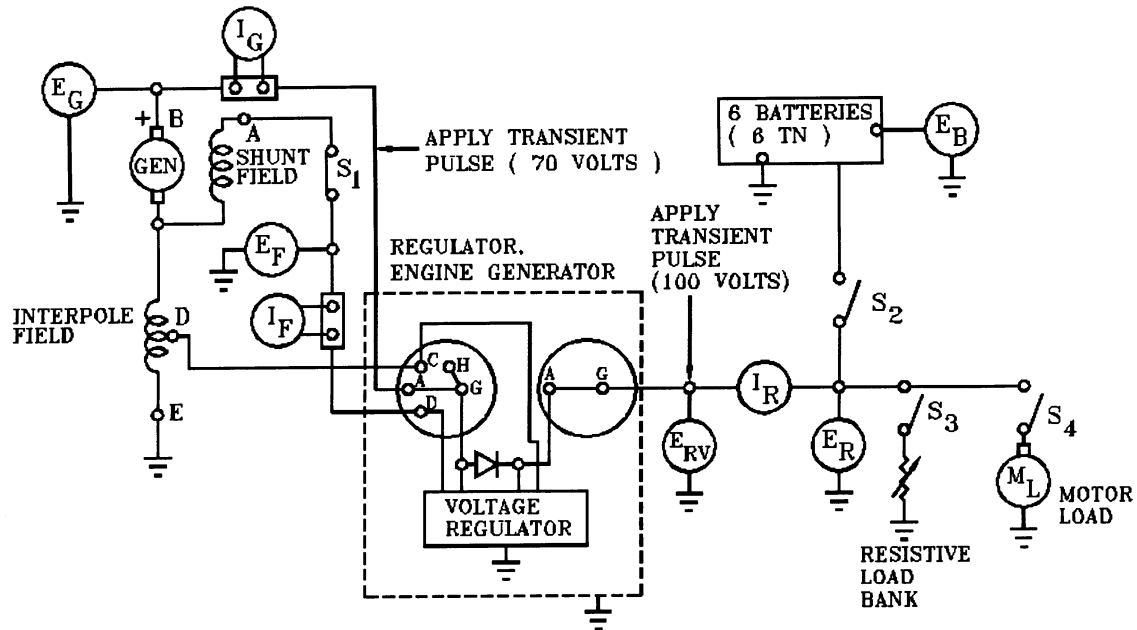 I_G
E_G
+ B
GEN
A
SHUNT
FIELD
S_1
APPLY TRANSIENT
PULSE ( 70 VOLTS )
6 BATTERIES
( 6 TN )
E_B
E_F
I_F
INTERPOLE
FIELD
D
E
REGULATOR,
ENGINE GENERATOR
APPLY
TRANSIENT
PULSE
(100 VOLTS)
S_2
C H
A G
D
A G
I_R
E_RV
E_R
S_3
S_4
M_L
MOTOR
LOAD
VOLTAGE
REGULATOR
RESISTIVE
LOAD
BANK